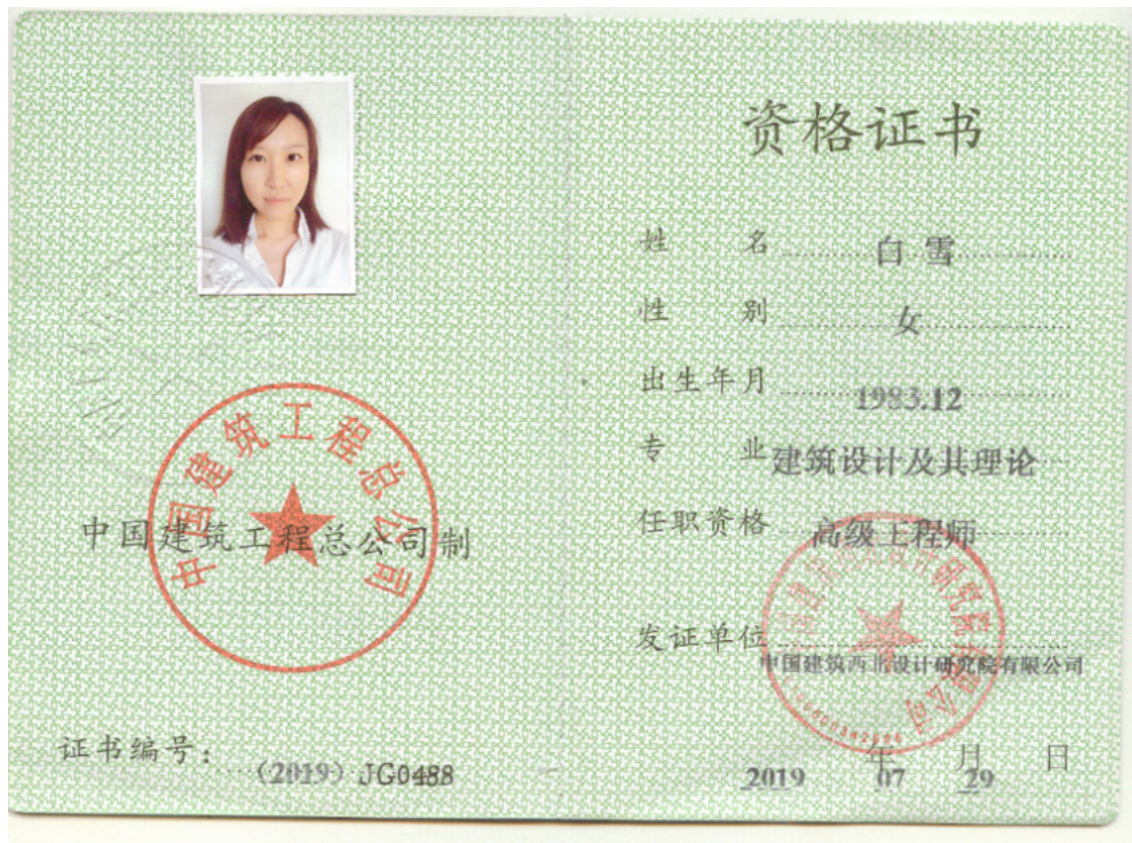 中国建筑工程总公司
中国建筑工程总公司制
证书编号：（2019）JG0488
资格证书
姓 名 白雪
性 别 女
出生年月 1983.12
专 业 建筑设计及其理论
任职资格 高级工程师
发证单位
中国建筑西北设计研究院有限公司
2019 年 07 月 29 日